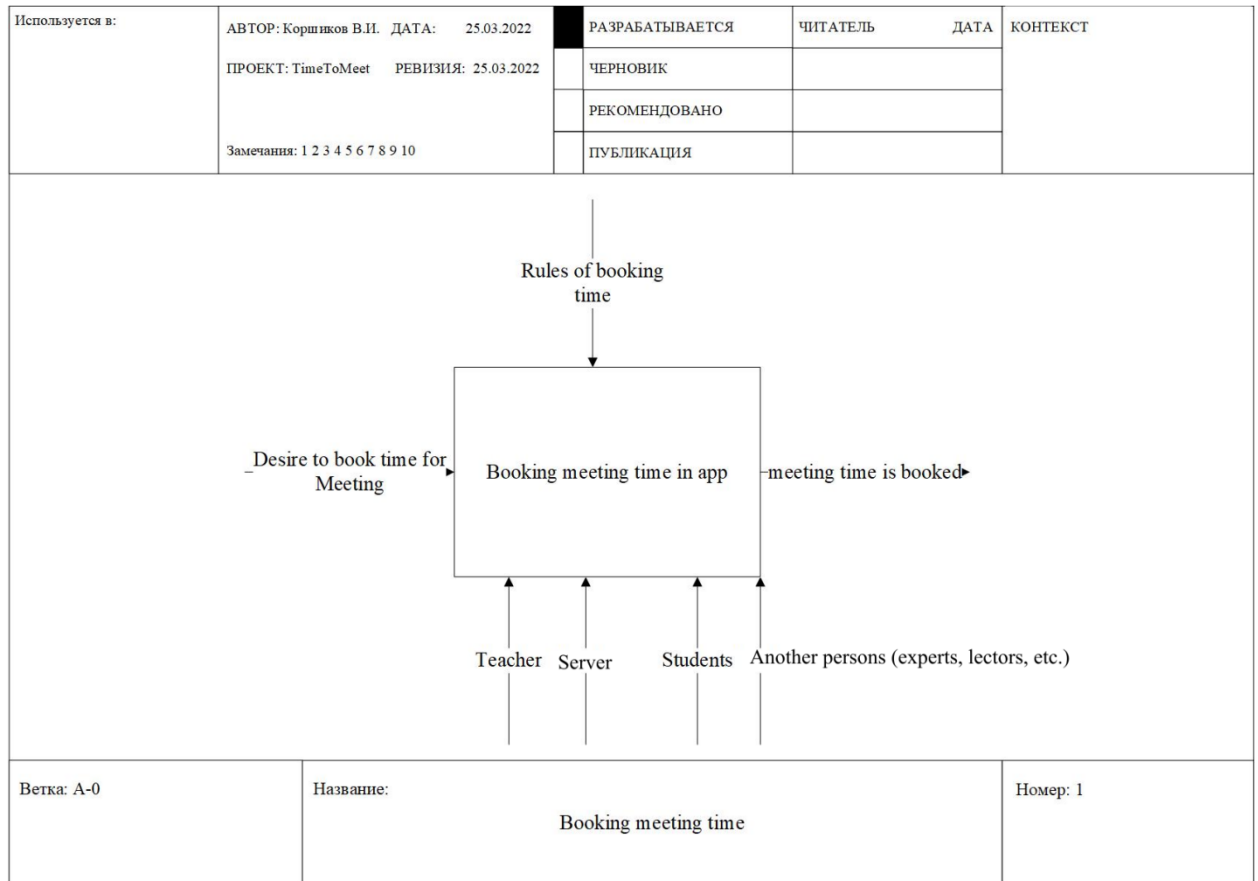 Используется в:
АВТОР: Коршиков В.И. ДАТА: 25.03.2022
РАЗРАБАТЫВАЕТСЯ
ЧИТАТЕЛЬ ДАТА
КОНТЕКСТ
ПРОЕКТ: TimeToMeet РЕВИЗИЯ: 25.03.2022
ЧЕРНОВИК
РЕКОМЕНДОВАНО
Замечания: 1 2 3 4 5 6 7 8 9 10
ПУБЛИКАЦИЯ
Rules of booking
time
Desire to book time for
Meeting
Booking meeting time in app
meeting time is booked
Teacher
Server
Students
Another persons (experts, lectors, etc.)
Ветка: А-0
Название:
Booking meeting time
Номер: 1